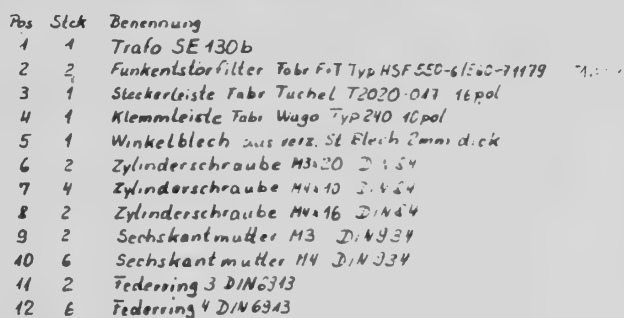 Pos Stck Benennung
1 1 Trafo SE 130b
2 2 Funkentstörfilter Fabr F+T Typ HSF 550-6/560-71179
3 1 Steckerleiste Fabr Tuchel T2020-017 16pol
4 1 Klemmleiste Fabr Wago Typ 240 10pol
5 1 Winkelblech aus verz. St Blech 2mm dick
6 2 Zylinderschraube M3x20
7 4 Zylinderschraube M4x10 DIN 84
8 2 Zylinderschraube M4x16 DIN 84
9 2 Sechskantmutter M3 DIN 934
10 6 Sechskantmutter M4 DIN 934
11 2 Federring 3 DIN 6913
12 6 Federring 4 DIN 6913